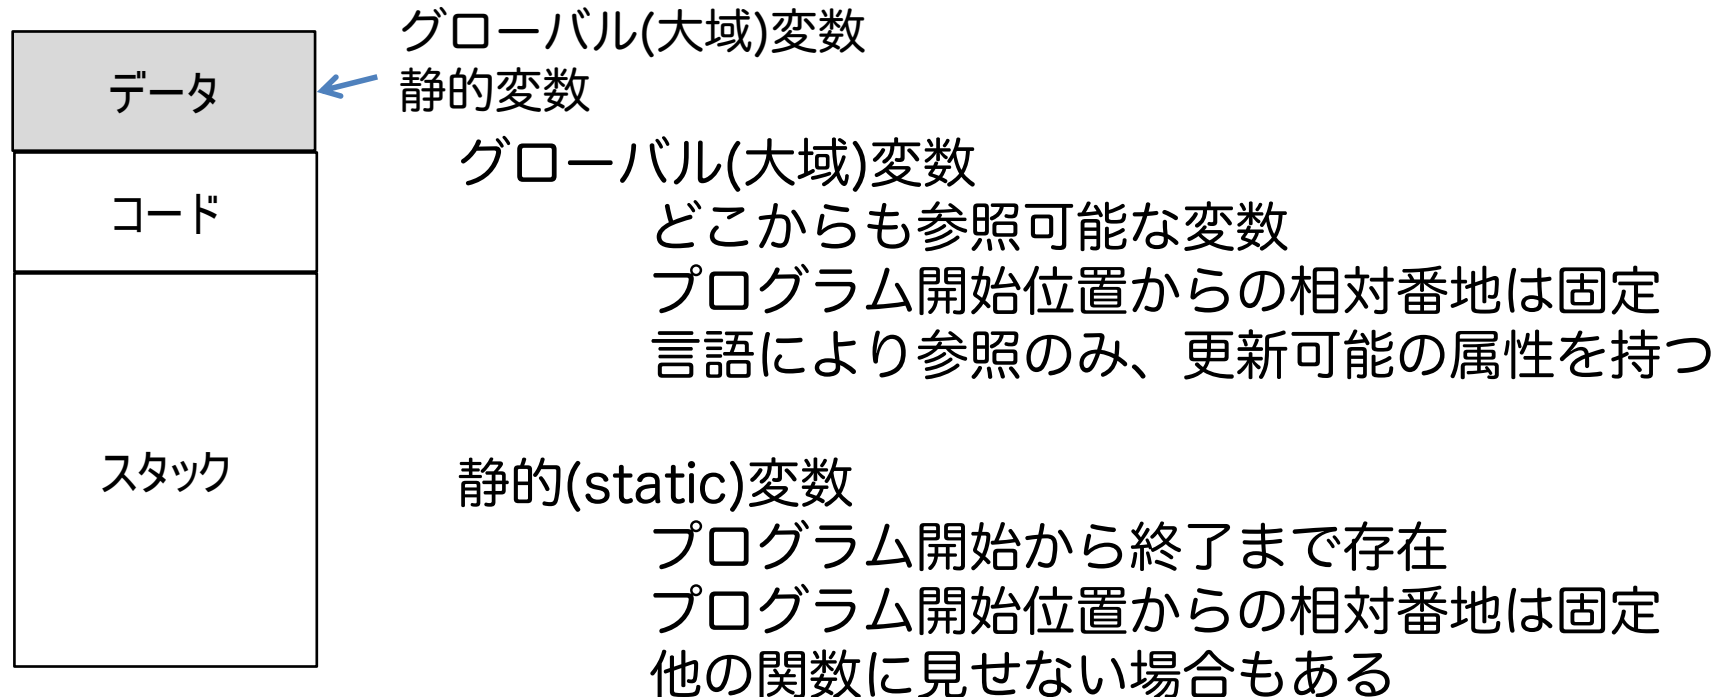 データ
コード
スタック
グローバル(大域)変数
静的変数
グローバル(大域)変数
どこからも参照可能な変数
プログラム開始位置からの相対番地は固定
言語により参照のみ、更新可能の属性を持つ
静的(static)変数
プログラム開始から終了まで存在
プログラム開始位置からの相対番地は固定
他の関数に見せない場合もある